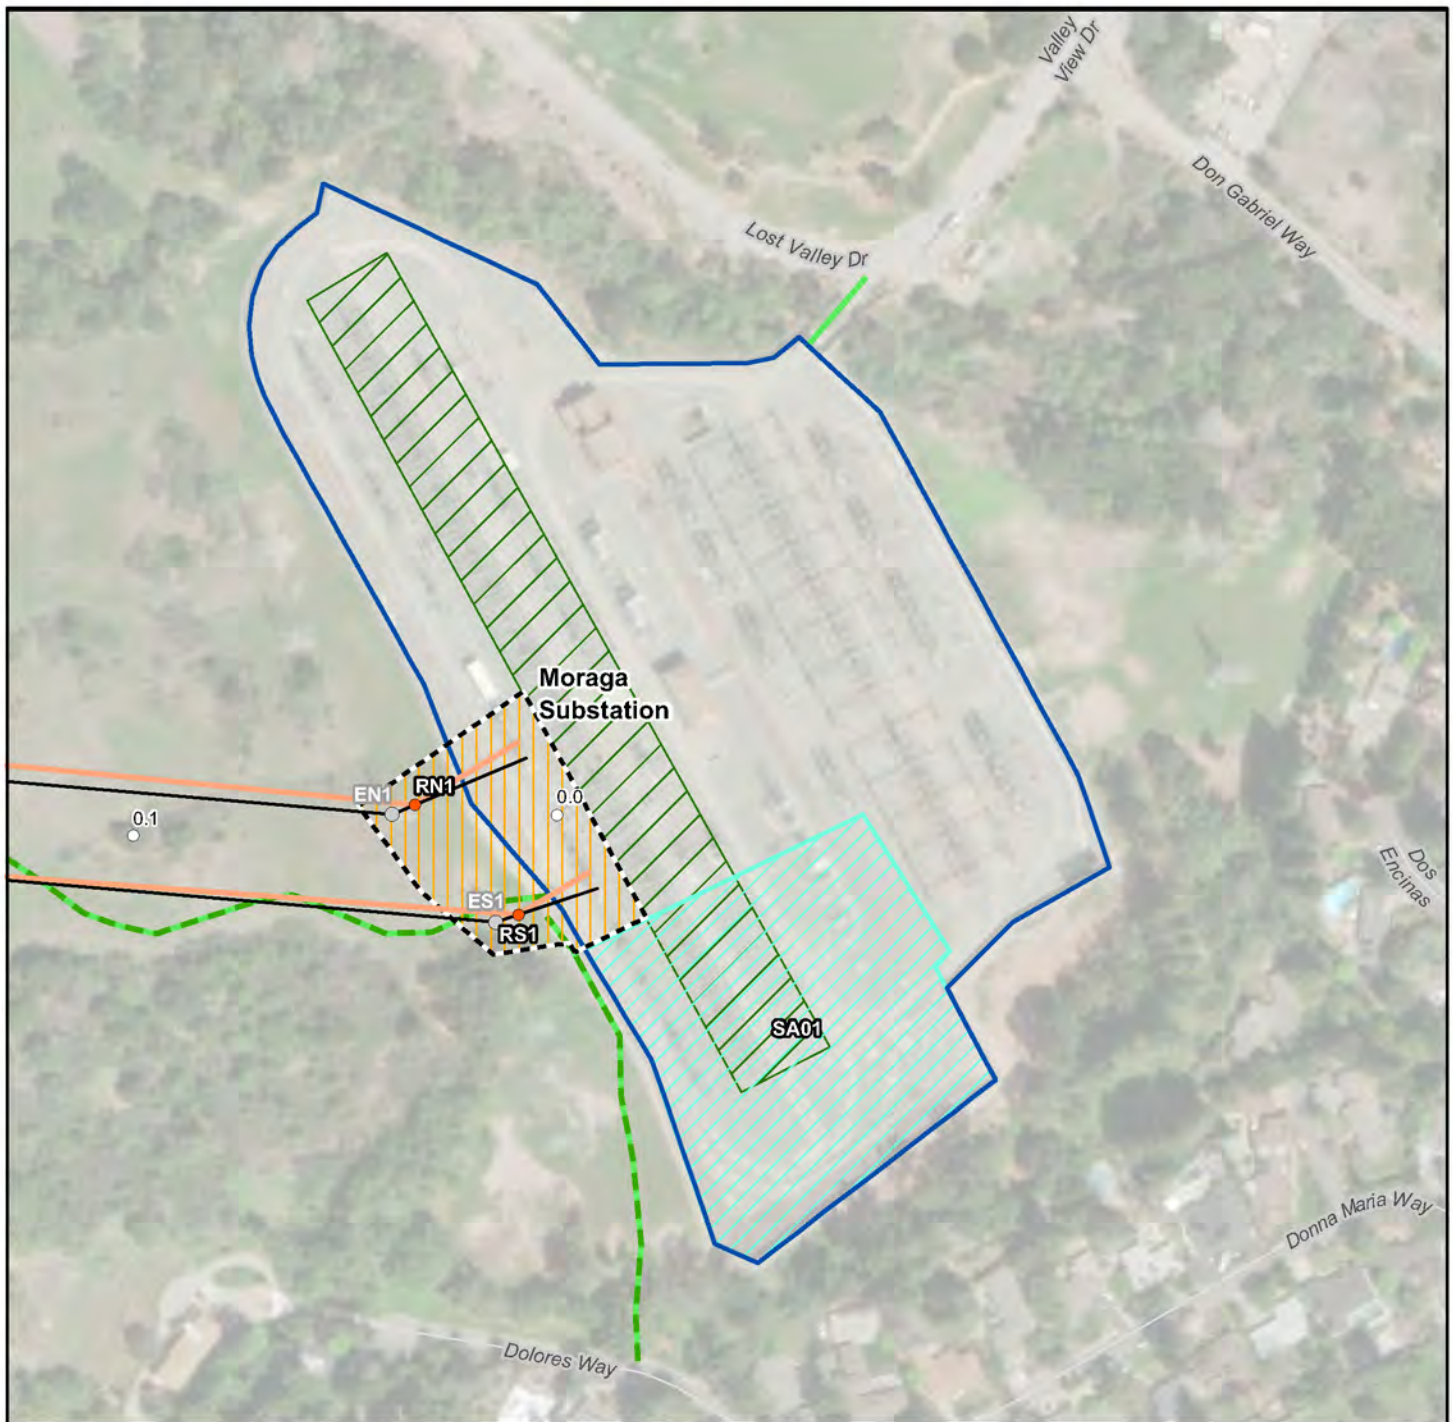 Valley
View Dr
Don Gabriel Way
Lost Valley Dr
Moraga
Substation
EN1
RN1
0.0
0.1
ES1
RS1
Dos
Encinas
SA01
Donna Maria Way
Dolores Way